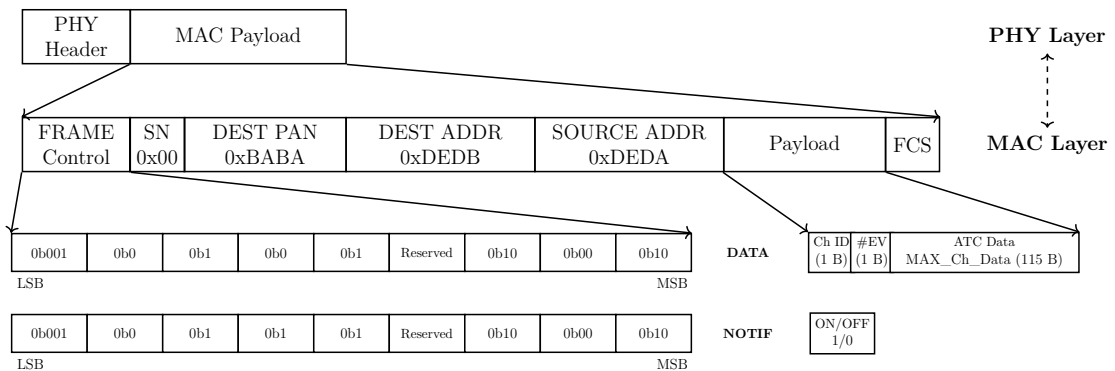 PHY
Header
MAC Payload
PHY Layer
FRAME
Control
SN
0x00
DEST PAN
0xBABA
DEST ADDR
0xDEDB
SOURCE ADDR
0xDEDA
Payload
FCS
MAC Layer
0b001 0b0 0b1 0b0 0b1 Reserved 0b10 0b00 0b10
LSB MSB
DATA
Ch ID
(1 B)
#EV
(1 B)
ATC Data
MAX_Ch_Data (115 B)
0b001 0b0 0b1 0b1 0b1 Reserved 0b10 0b00 0b10
LSB MSB
NOTIF
ON/OFF
1/0